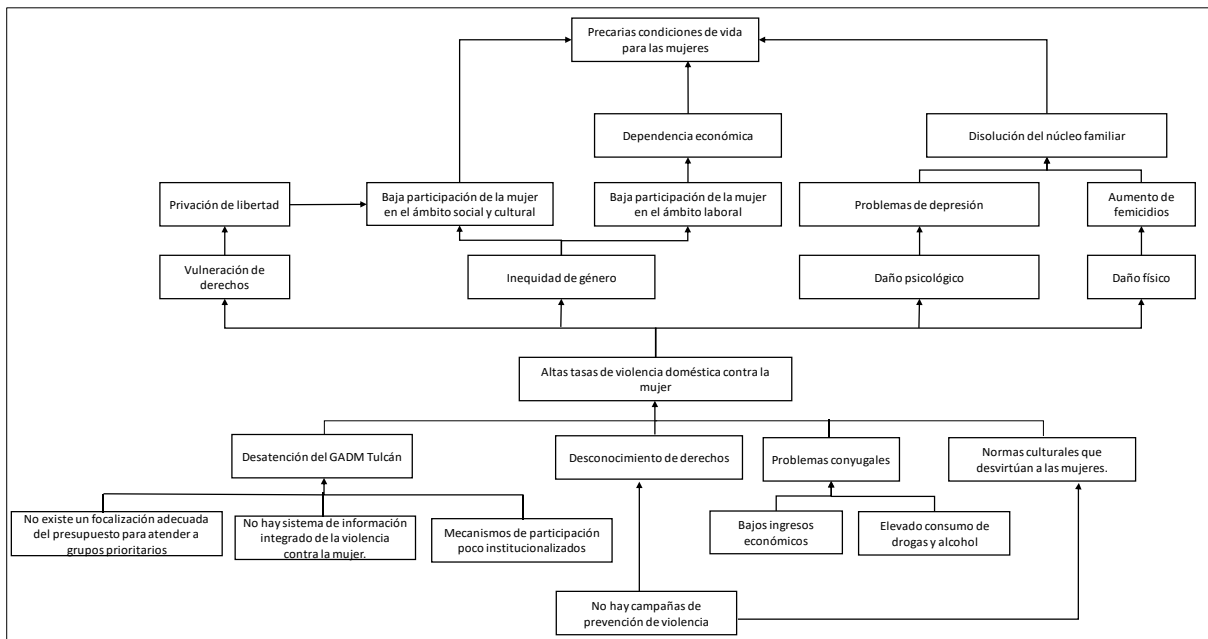 Precarias condiciones de vida
para las mujeres
Dependencia económica
Disolución del núcleo familiar
Privación de libertad
Baja participación de la mujer
en el ámbito social y cultural
Baja participación de la mujer
en el ámbito laboral
Problemas de depresión
Aumento de
femicidios
Vulneración de
derechos
Inequidad de género
Daño psicológico
Daño físico
Altas tasas de violencia doméstica contra la
mujer
Desatención del GADM Tulcán
Desconocimiento de derechos
Problemas conyugales
Normas culturales que
desvirtúan a las mujeres.
No existe un focalización adecuada
del presupuesto para atender a
grupos prioritarios
No hay sistema de información
integrado de la violencia
contra la mujer.
Mecanismos de participación
poco institucionalizados
Bajos ingresos
económicos
Elevado consumo de
drogas y alcohol
No hay campañas de
prevención de violencia